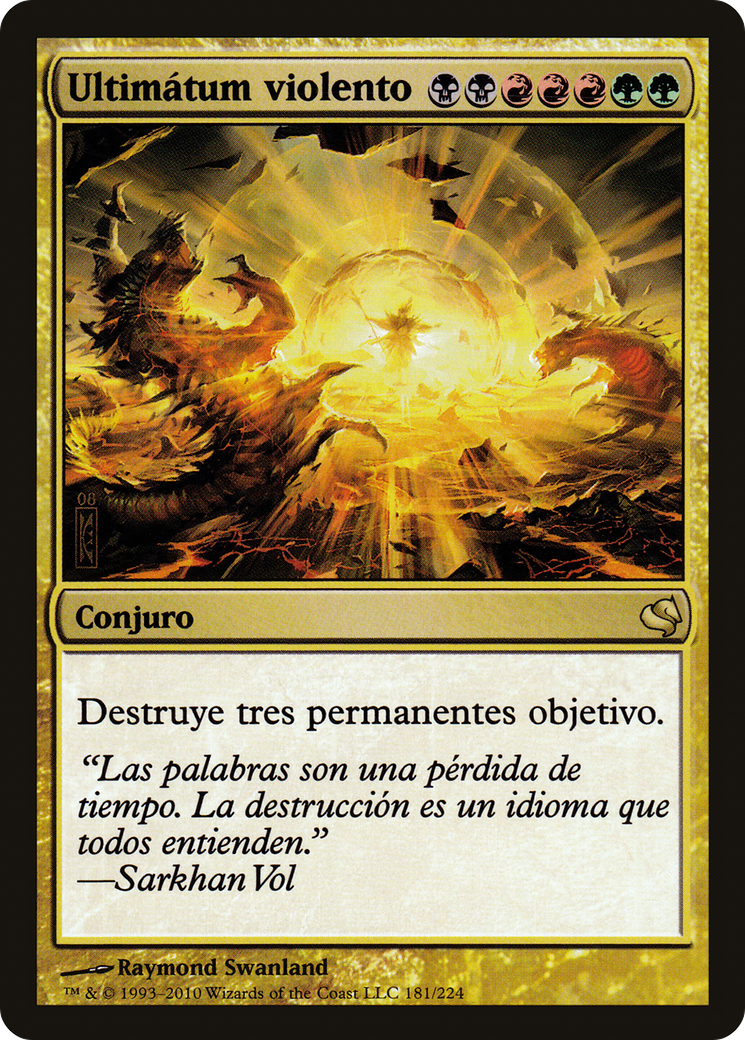 Ultimátum violento
08
Conjuro
Destruye tres permanentes objetivo.
“Las palabras son una pérdida de
tiempo. La destrucción es un idioma que
todos entienden.”
—Sarkhan Vol
Raymond Swanland
™ & © 1993–2010 Wizards of the Coast LLC 181/224